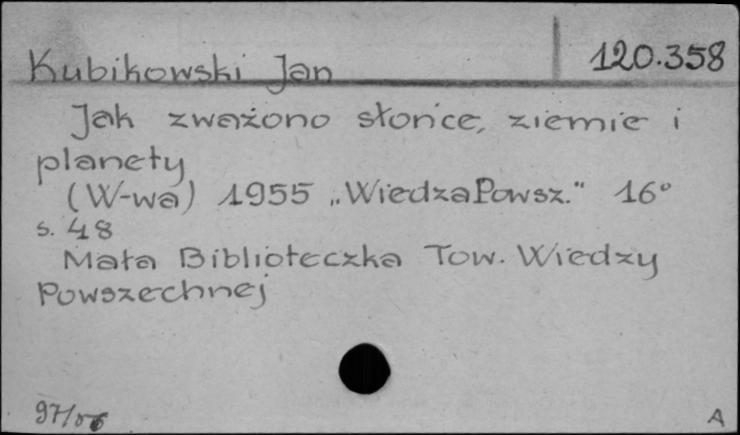 120.358
Kubikowski Jan
Jak zważono słońce, ziemie i
planety
(W-wa) 1955 „Wiedza Powsz." 16°
s. 48
Mała Biblioteczka Tow. Wiedzy
Powszechnej
A